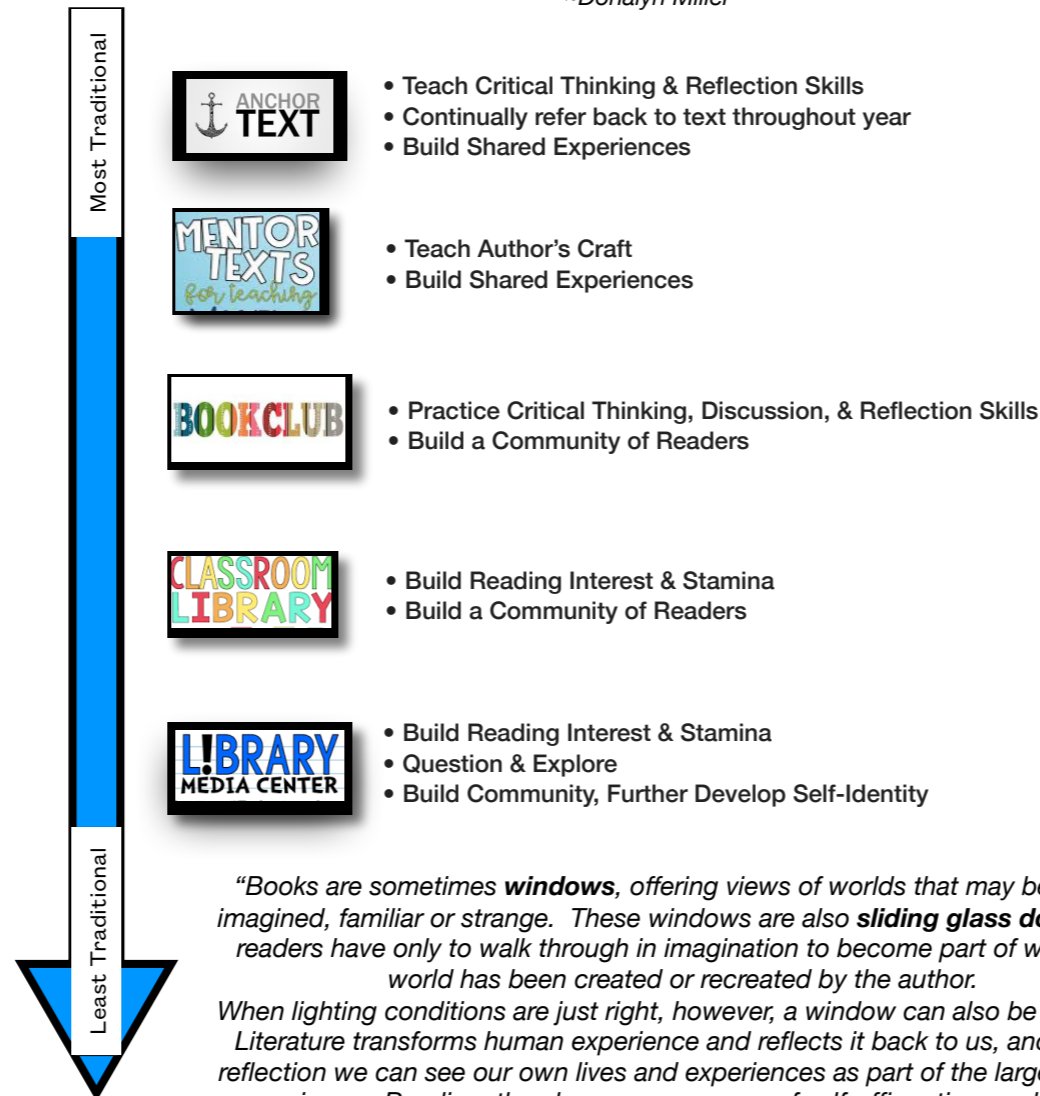 ~Donalyn Miller
Most Traditional
ANCHOR
TEXT
• Teach Critical Thinking & Reflection Skills
• Continually refer back to text throughout year
• Build Shared Experiences
MENTOR
TEXTS
for teaching
• Teach Author’s Craft
• Build Shared Experiences
BOOKCLUB
• Practice Critical Thinking, Discussion, & Reflection Skills
• Build a Community of Readers
CLASSROOM
LIBRARY
• Build Reading Interest & Stamina
• Build a Community of Readers
L!BRARY
MEDIA CENTER
• Build Reading Interest & Stamina
• Question & Explore
• Build Community, Further Develop Self-Identity
Least Traditional
“Books are sometimes windows, offering views of worlds that may be
imagined, familiar or strange. These windows are also sliding glass
readers have only to walk through in imagination to become part of
world has been created or recreated by the author.
When lighting conditions are just right, however, a window can also be
Literature transforms human experience and reflects it back to us,
reflection we can see our own lives and experiences as part of the